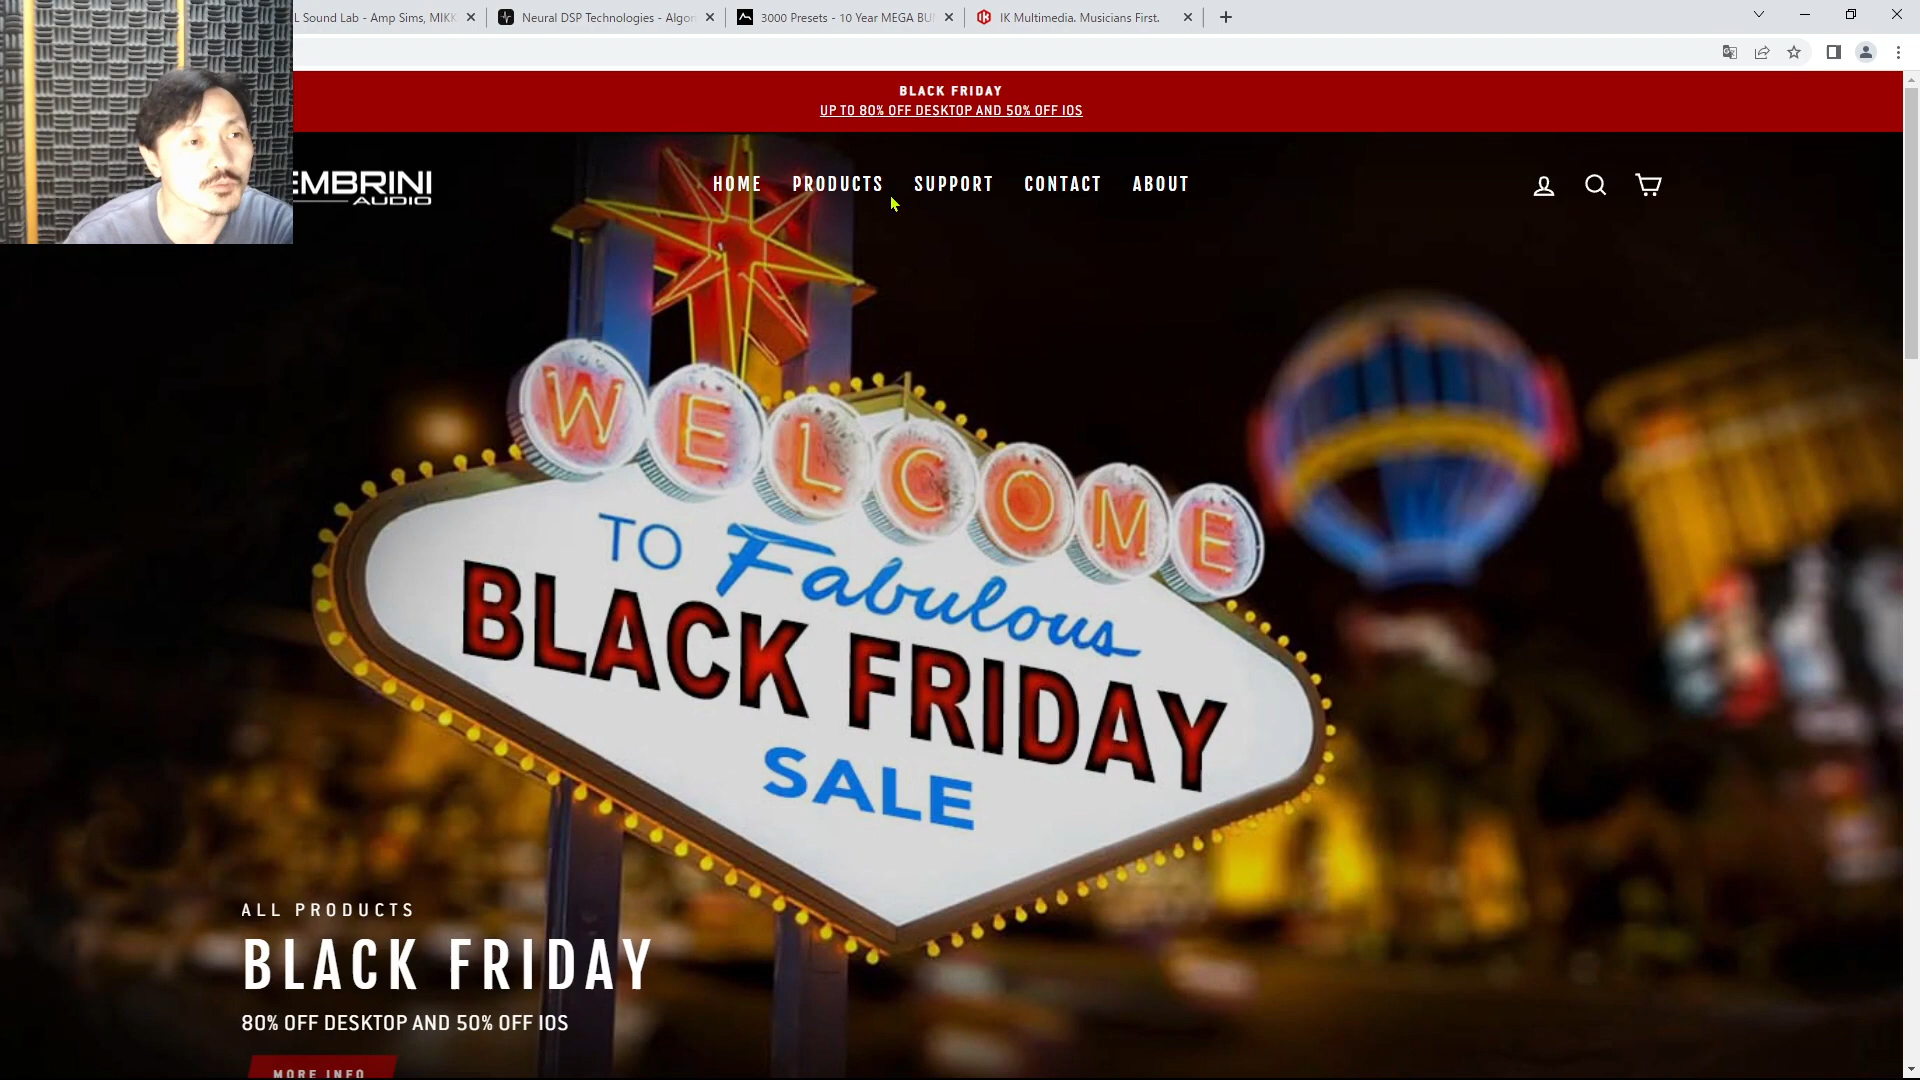 L Sound Lab - Amp Sims, MIKK
Neural DSP Technologies - Algor
3000 Presets - 10 Year MEGA BU
IK Multimedia. Musicians First.
BLACK FRIDAY
UP TO 80% OFF DESKTOP AND 50% OFF IOS
EMBRINI
AUDIO
HOME
PRODUCTS
SUPPORT
CONTACT
ABOUT
WELCOME
TO Fabulous
BLACK FRIDAY
SALE
ALL PRODUCTS
BLACK FRIDAY
80% OFF DESKTOP AND 50% OFF IOS
MORE INFO